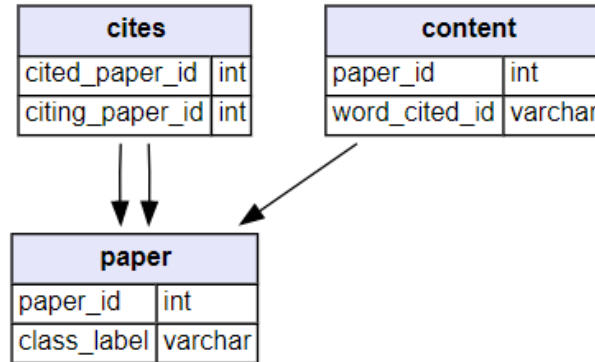 cites
cited_paper_id int
citing_paper_id int
content
paper_id int
word_cited_id varchar
paper
paper_id int
class_label varchar